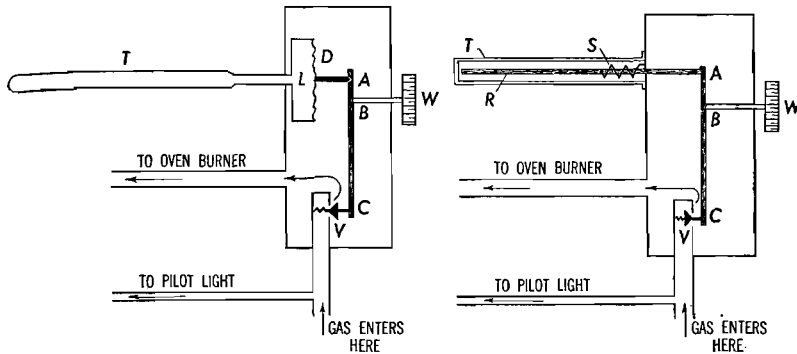 T
D
L
A
B
W
TO OVEN BURNER
C
V
TO PILOT LIGHT
GAS ENTERS
HERE
T
S
R
A
B
W
TO OVEN BURNER
C
V
TO PILOT LIGHT
GAS ENTERS
HERE.